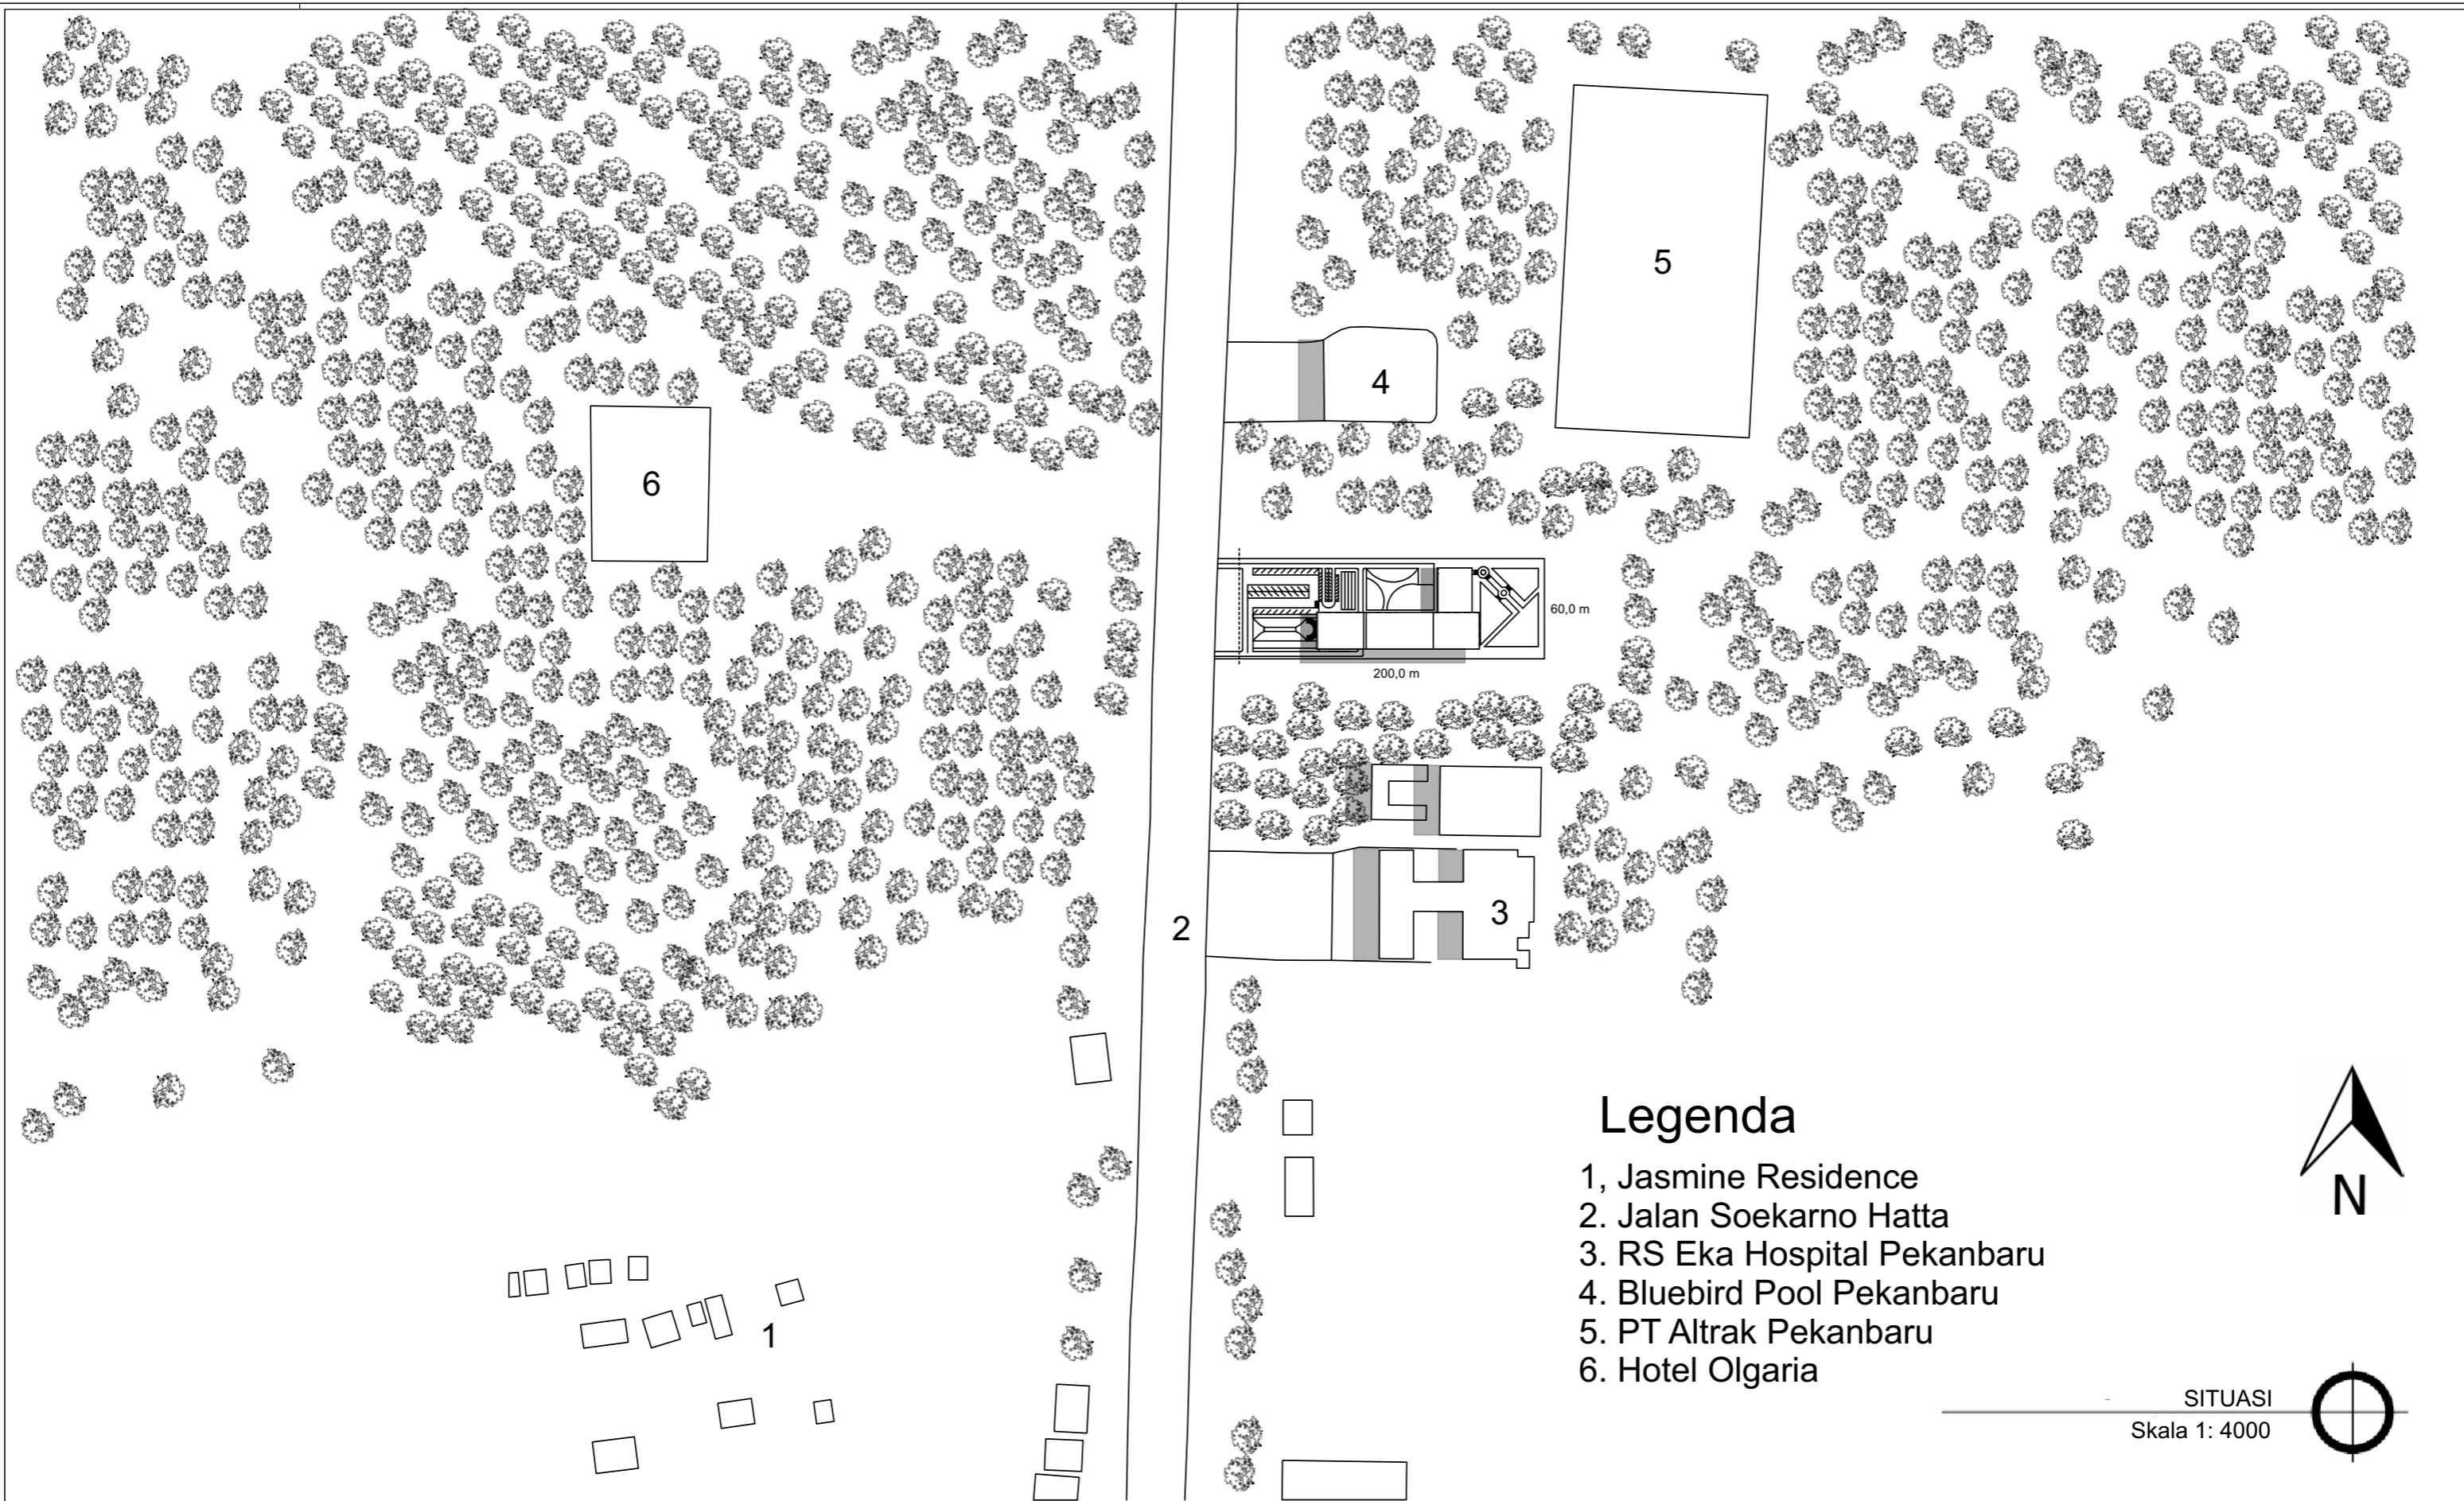 5
4
6
60,0 m
200,0 m
3
2
1
Legenda
1, Jasmine Residence
2. Jalan Soekarno Hatta
3. RS Eka Hospital Pekanbaru
4. Bluebird Pool Pekanbaru
5. PT Altrak Pekanbaru
6. Hotel Olgaria
N
SITUASI
Skala 1: 4000